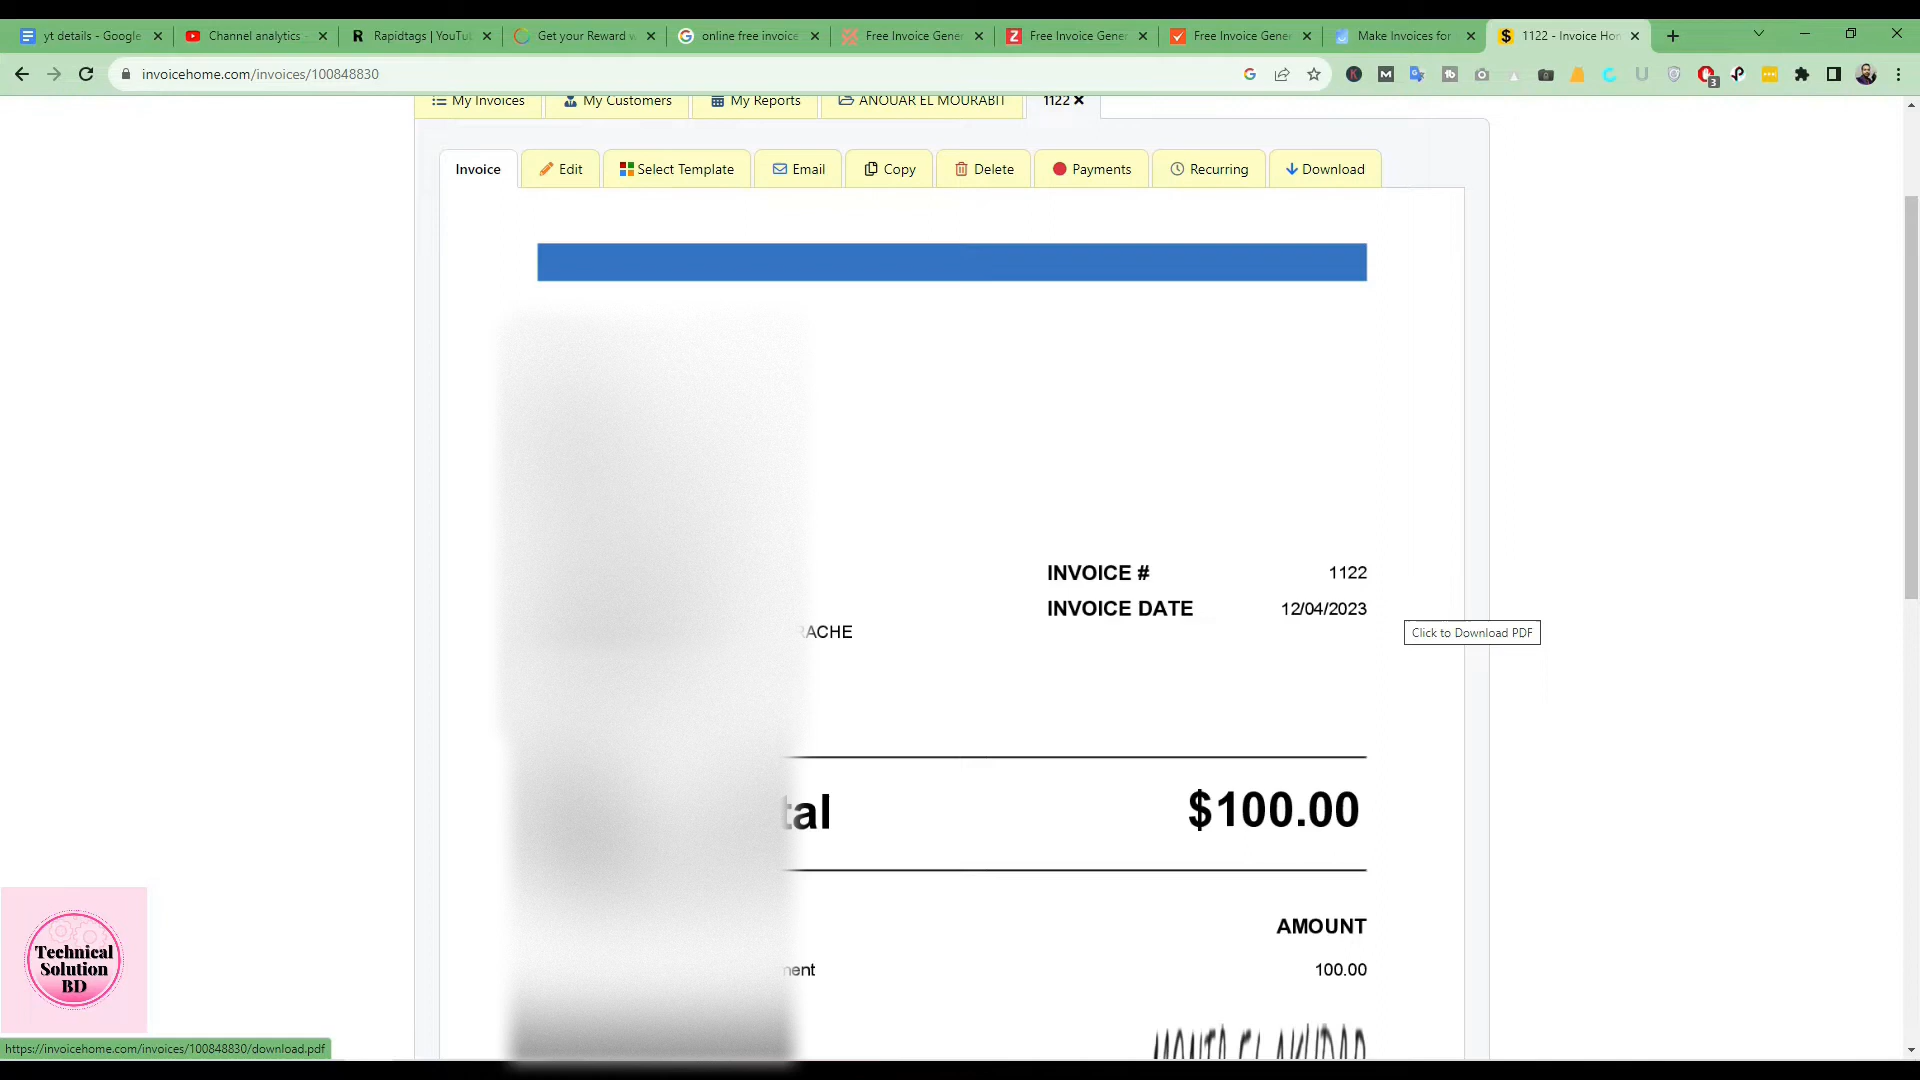 yt details - Google
Channel analytics
Rapidtags | YouTu
Get your Reward w
online free invoice
Free Invoice Gener
Free Invoice Gener
Free Invoice Gener
Make Invoices for
1122 - Invoice Hom
invoicehome.com/invoices/100848830
My Invoices
My Customers
My Reports
ANOUAR EL MOURABIT
1122
Invoice
Edit
Select Template
Email
Copy
Delete
Payments
Recurring
Download
INVOICE # 1122
INVOICE DATE 12/04/2023
RACHE
Click to Download PDF
tal $100.00
AMOUNT
ment 100.00
Technical
Solution
BD
https://invoicehome.com/invoices/100848830/download.pdf